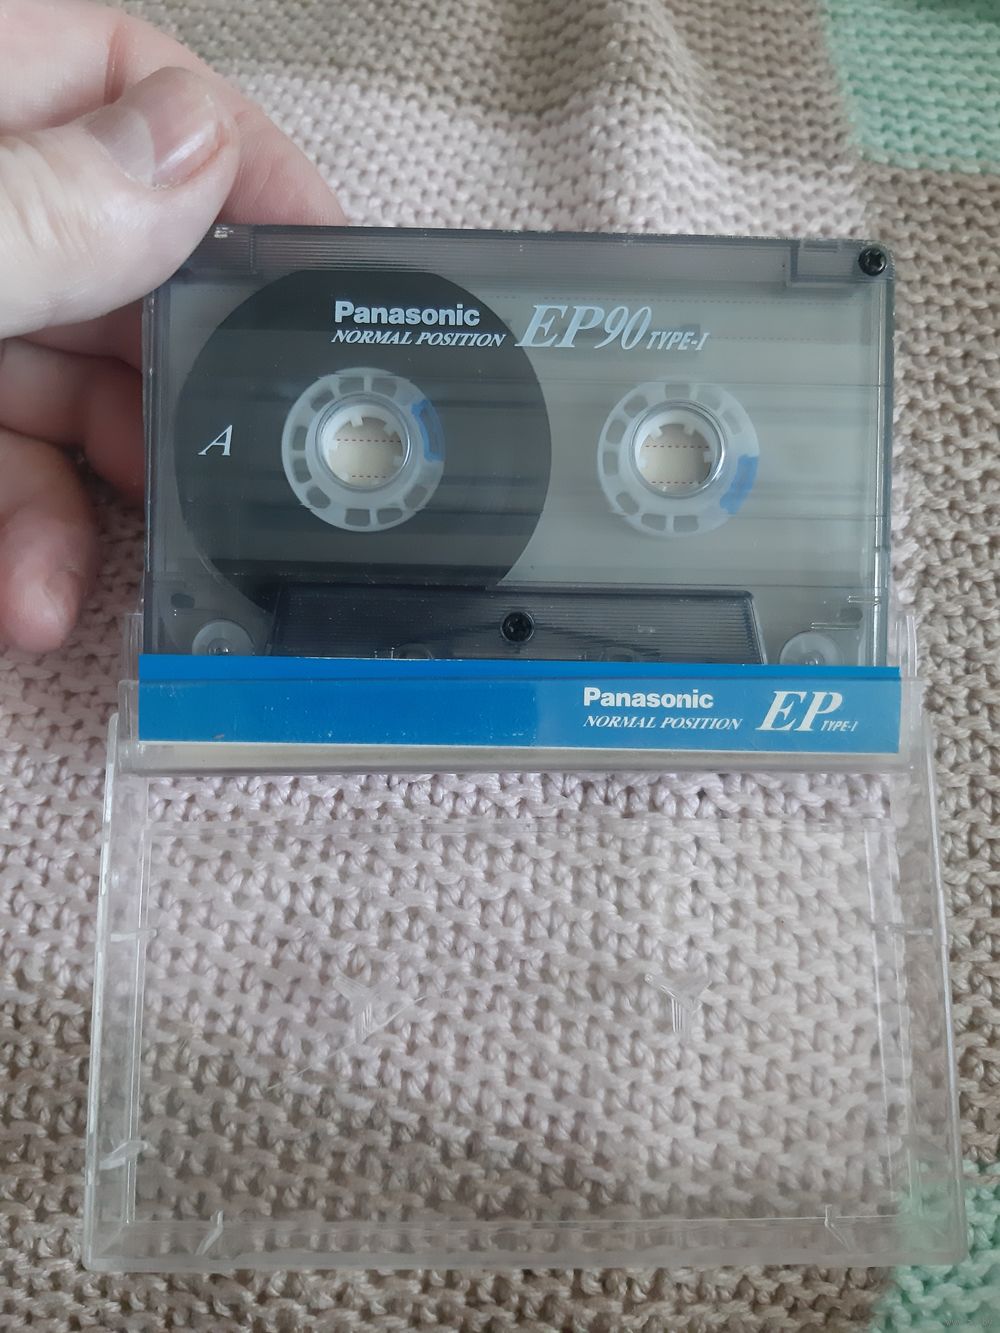 Panasonic
NORMAL POSITION EP90 TYPE-I
A
Panasonic
NORMAL POSITION EP TYPE-I